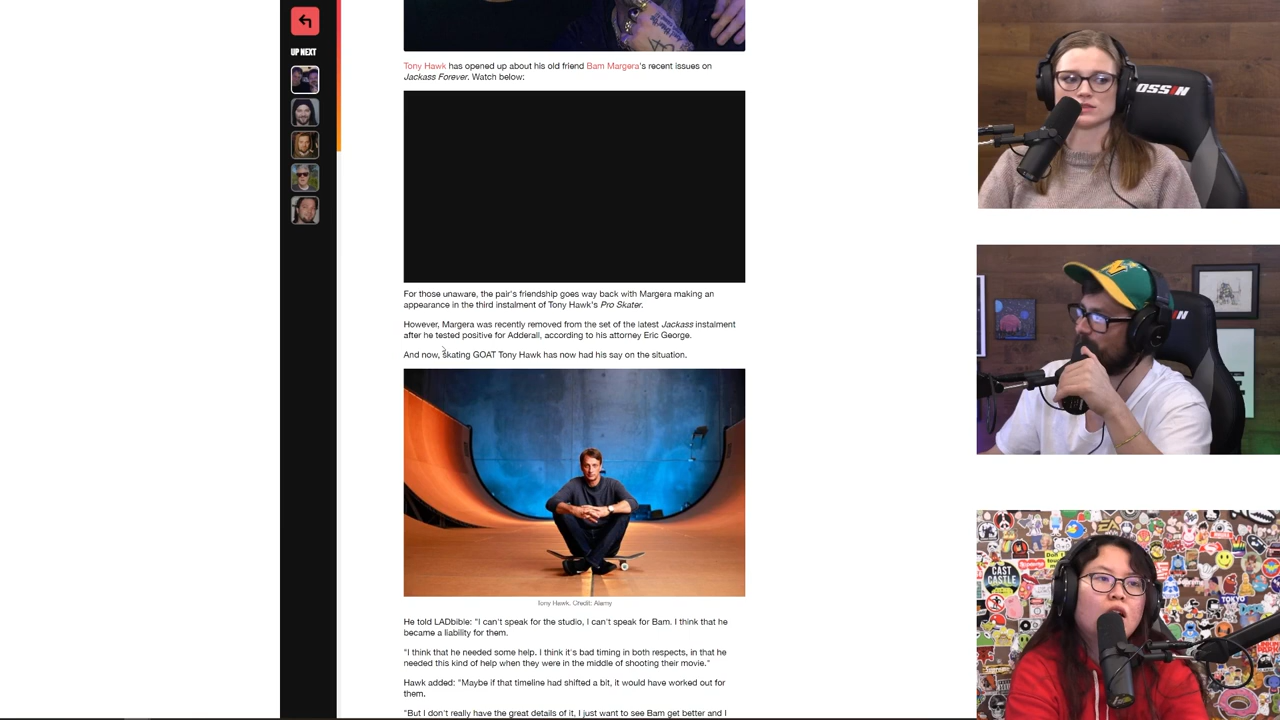 UP NEXT
Tony Hawk has opened up about his old friend Bam Margera's recent issues on
Jackass Forever. Watch below:
For those unaware, the pair's friendship goes way back with Margera making an
appearance in the third instalment of Tony Hawk's Pro Skater.
However, Margera was recently removed from the set of the latest Jackass instalment
after he tested positive for Adderall, according to his attorney Eric George.
And now, skating GOAT Tony Hawk has now had his say on the situation.
Tony Hawk. Credit: Alamy
He told LADbible: "I can't speak for the studio, I can't speak for Bam. I think that he
became a liability for them.
"I think that he needed some help. I think it's bad timing in both respects, in that he
needed this kind of help when they were in the middle of shooting their movie."
Hawk added: "Maybe if that timeline had shifted a bit, it would have worked out for
them.
"But I don't really have the great details of it, I just want to see Bam get better and I
OSSIN
CAST
CASTLE
TOKYO